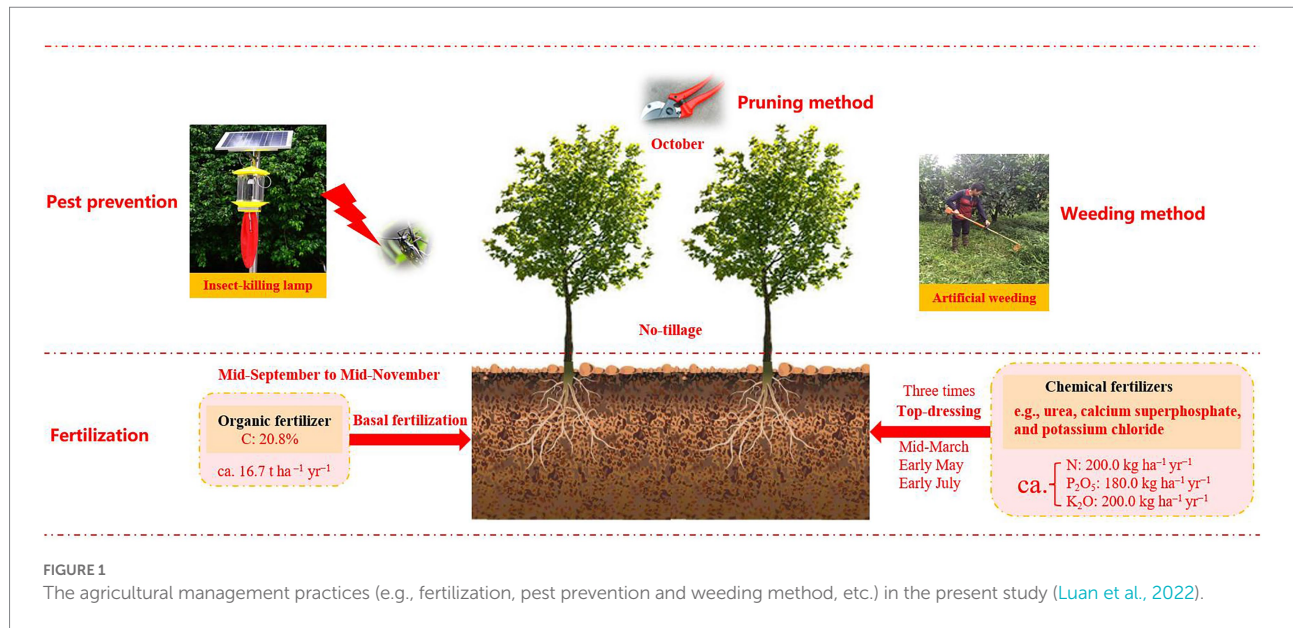 Pruning method
October
Pest prevention
Insect-killing lamp
Weeding method
Artificial weeding
No-tillage
Mid-September to Mid-November
Fertilization
Organic fertilizer
C: 20.8%
ca. 16.7 t ha⁻¹ yr⁻¹
Basal fertilization
Three times
Top-dressing
Mid-March
Early May
Early July
Chemical fertilizers
e.g., urea, calcium superphosphate,
and potassium chloride
ca.
N: 200.0 kg ha⁻¹ yr⁻¹
P₂O₅: 180.0 kg ha⁻¹ yr⁻¹
K₂O: 200.0 kg ha⁻¹ yr⁻¹
FIGURE 1
The agricultural management practices (e.g., fertilization, pest prevention and weeding method, etc.) in the present study (Luan et al., 2022).